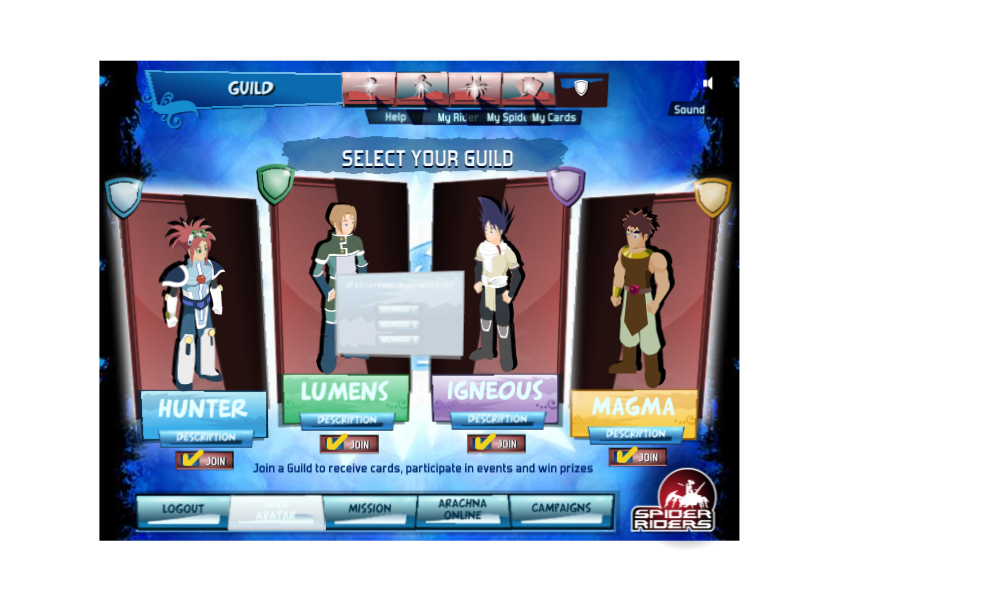 GUILD
Sound
Help My Rider My Spide My Cards
SELECT YOUR GUILD
HUNTER
LUMENS
IGNEOUS
MAGMA
DESCRIPTION
DESCRIPTION
DESCRIPTION
DESCRIPTION
JOIN
JOIN
JOIN
JOIN
Join a Guild to receive cards, participate in events and win prizes
LOGOUT
AVATAR
MISSION
ARACHNA
ONLINE
CAMPAIGNS
SPIDER
RIDERS